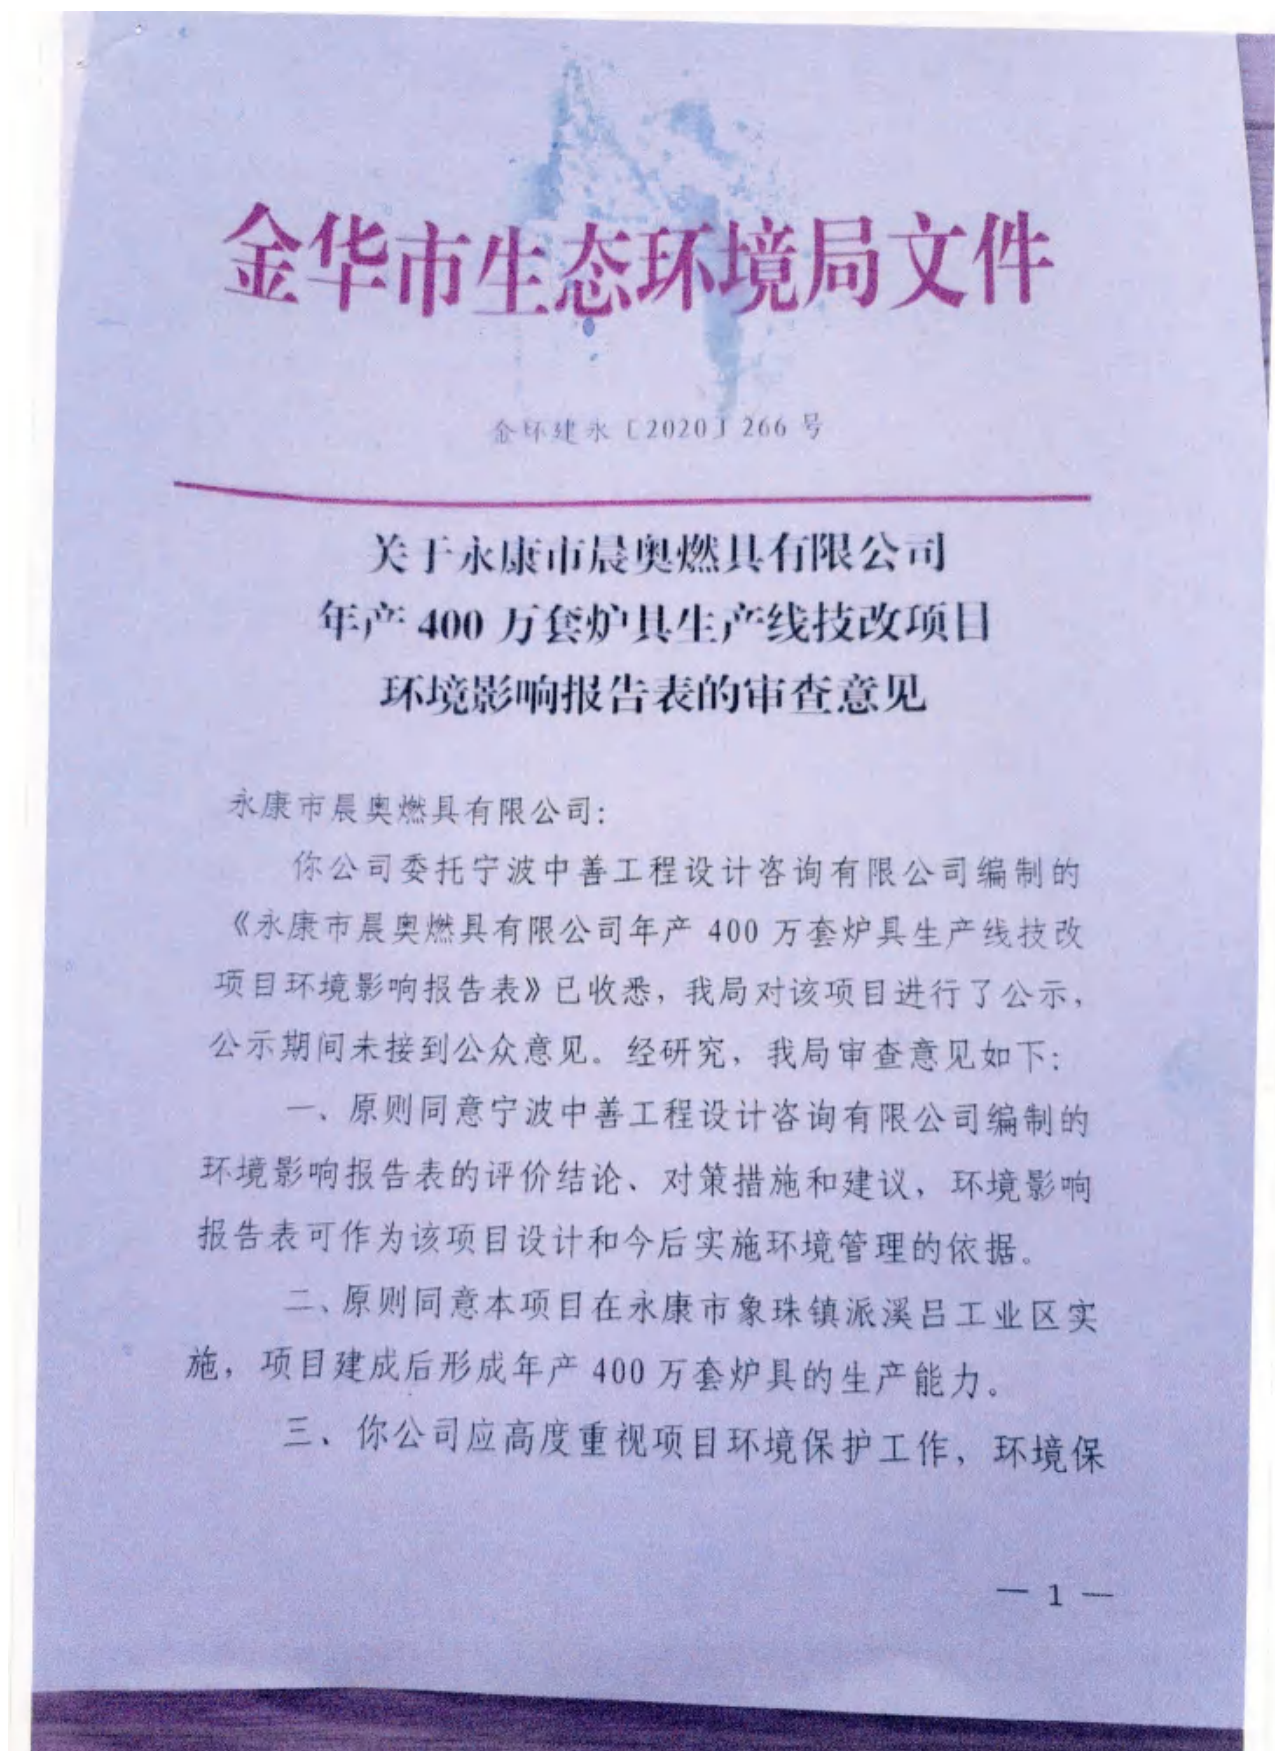 金华市生态环境局文件
金环建永〔2020〕266 号
关于永康市晨奥燃具有限公司
年产 400 万套炉具生产线技改项目
环境影响报告表的审查意见
永康市晨奥燃具有限公司:
你公司委托宁波中善工程设计咨询有限公司编制的
《永康市晨奥燃具有限公司年产 400 万套炉具生产线技改
项目环境影响报告表》已收悉，我局对该项目进行了公示，
公示期间未接到公众意见。经研究，我局审查意见如下：
一、原则同意宁波中善工程设计咨询有限公司编制的
环境影响报告表的评价结论、对策措施和建议，环境影响
报告表可作为该项目设计和今后实施环境管理的依据。
二、原则同意本项目在永康市象珠镇派溪吕工业区实
施，项目建成后形成年产 400 万套炉具的生产能力。
三、你公司应高度重视项目环境保护工作，环境保
— 1 —